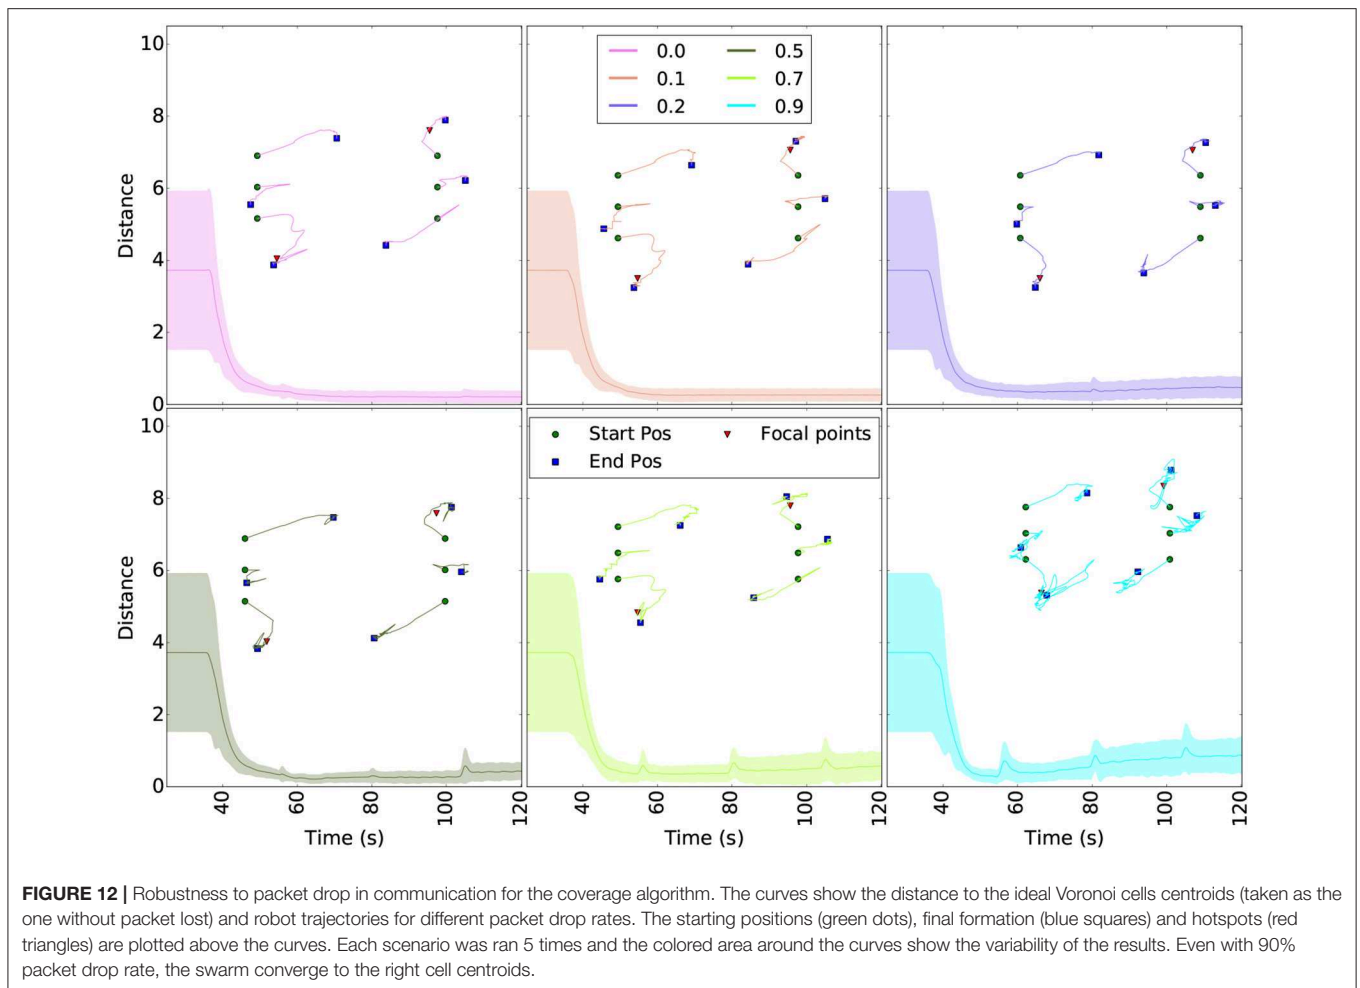 10
8
6
4
2
0
Distance
0.0
0.1
0.2
0.5
0.7
0.9
10
8
6
4
2
0
Distance
Start Pos
End Pos
Focal points
40
60
80
100
120
Time (s)
40
60
80
100
120
Time (s)
40
60
80
100
120
Time (s)
FIGURE 12 | Robustness to packet drop in communication for the coverage algorithm. The curves show the distance to the ideal Voronoi cells centroids (taken as the
one without packet lost) and robot trajectories for different packet drop rates. The starting positions (green dots), final formation (blue squares) and hotspots (red
triangles) are plotted above the curves. Each scenario was ran 5 times and the colored area around the curves show the variability of the results. Even with 90%
packet drop rate, the swarm converge to the right cell centroids.